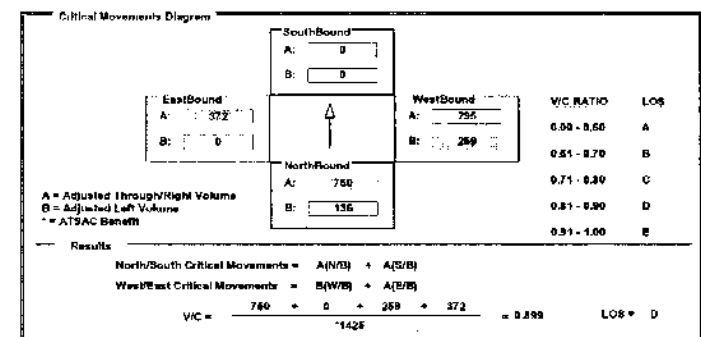 Critical Movements Diagram
SouthBound
A: 0
B: 0
EastBound
A: 372
B: 0
WestBound
A: 795
B: 259
NorthBound
A: 750
B: 136
V/C RATIO LOS
0.00 - 0.60 A
0.61 - 0.70 B
0.71 - 0.80 C
0.81 - 0.90 D
0.91 - 1.00 E
A = Adjusted Through/Right Volume
B = Adjusted Left Volume
* = ATSAC Benefit
Results
North/South Critical Movements = A(N/B) + A(S/B)
West/East Critical Movements = B(W/B) + A(E/B)
V/C = 750 + 0 + 259 + 372 = 0.899 LOS = D
*1425